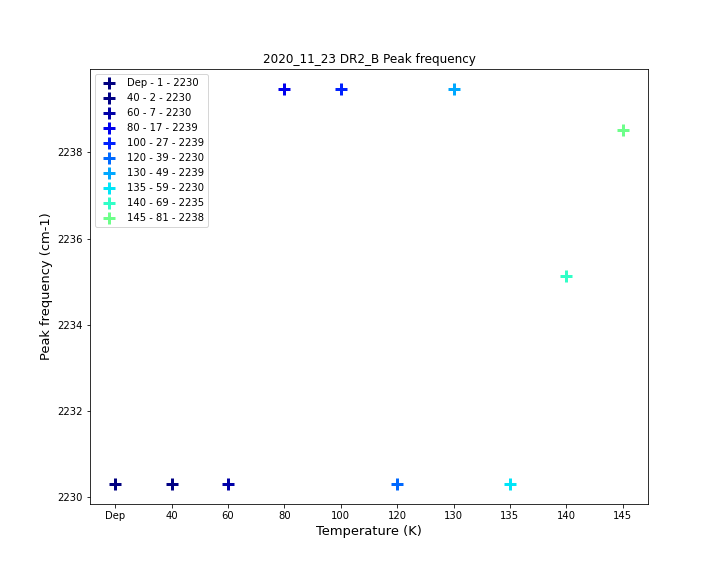 2020_11_23 DR2_B Peak frequency
Dep - 1 - 2230
40 - 2 - 2230
60 - 7 - 2230
80 - 17 - 2239
100 - 27 - 2239
120 - 39 - 2230
130 - 49 - 2239
135 - 59 - 2230
140 - 69 - 2235
145 - 81 - 2238
Peak frequency (cm-1)
2238
2236
2234
2232
2230
Dep 40 60 80 100 120 130 135 140 145
Temperature (K)